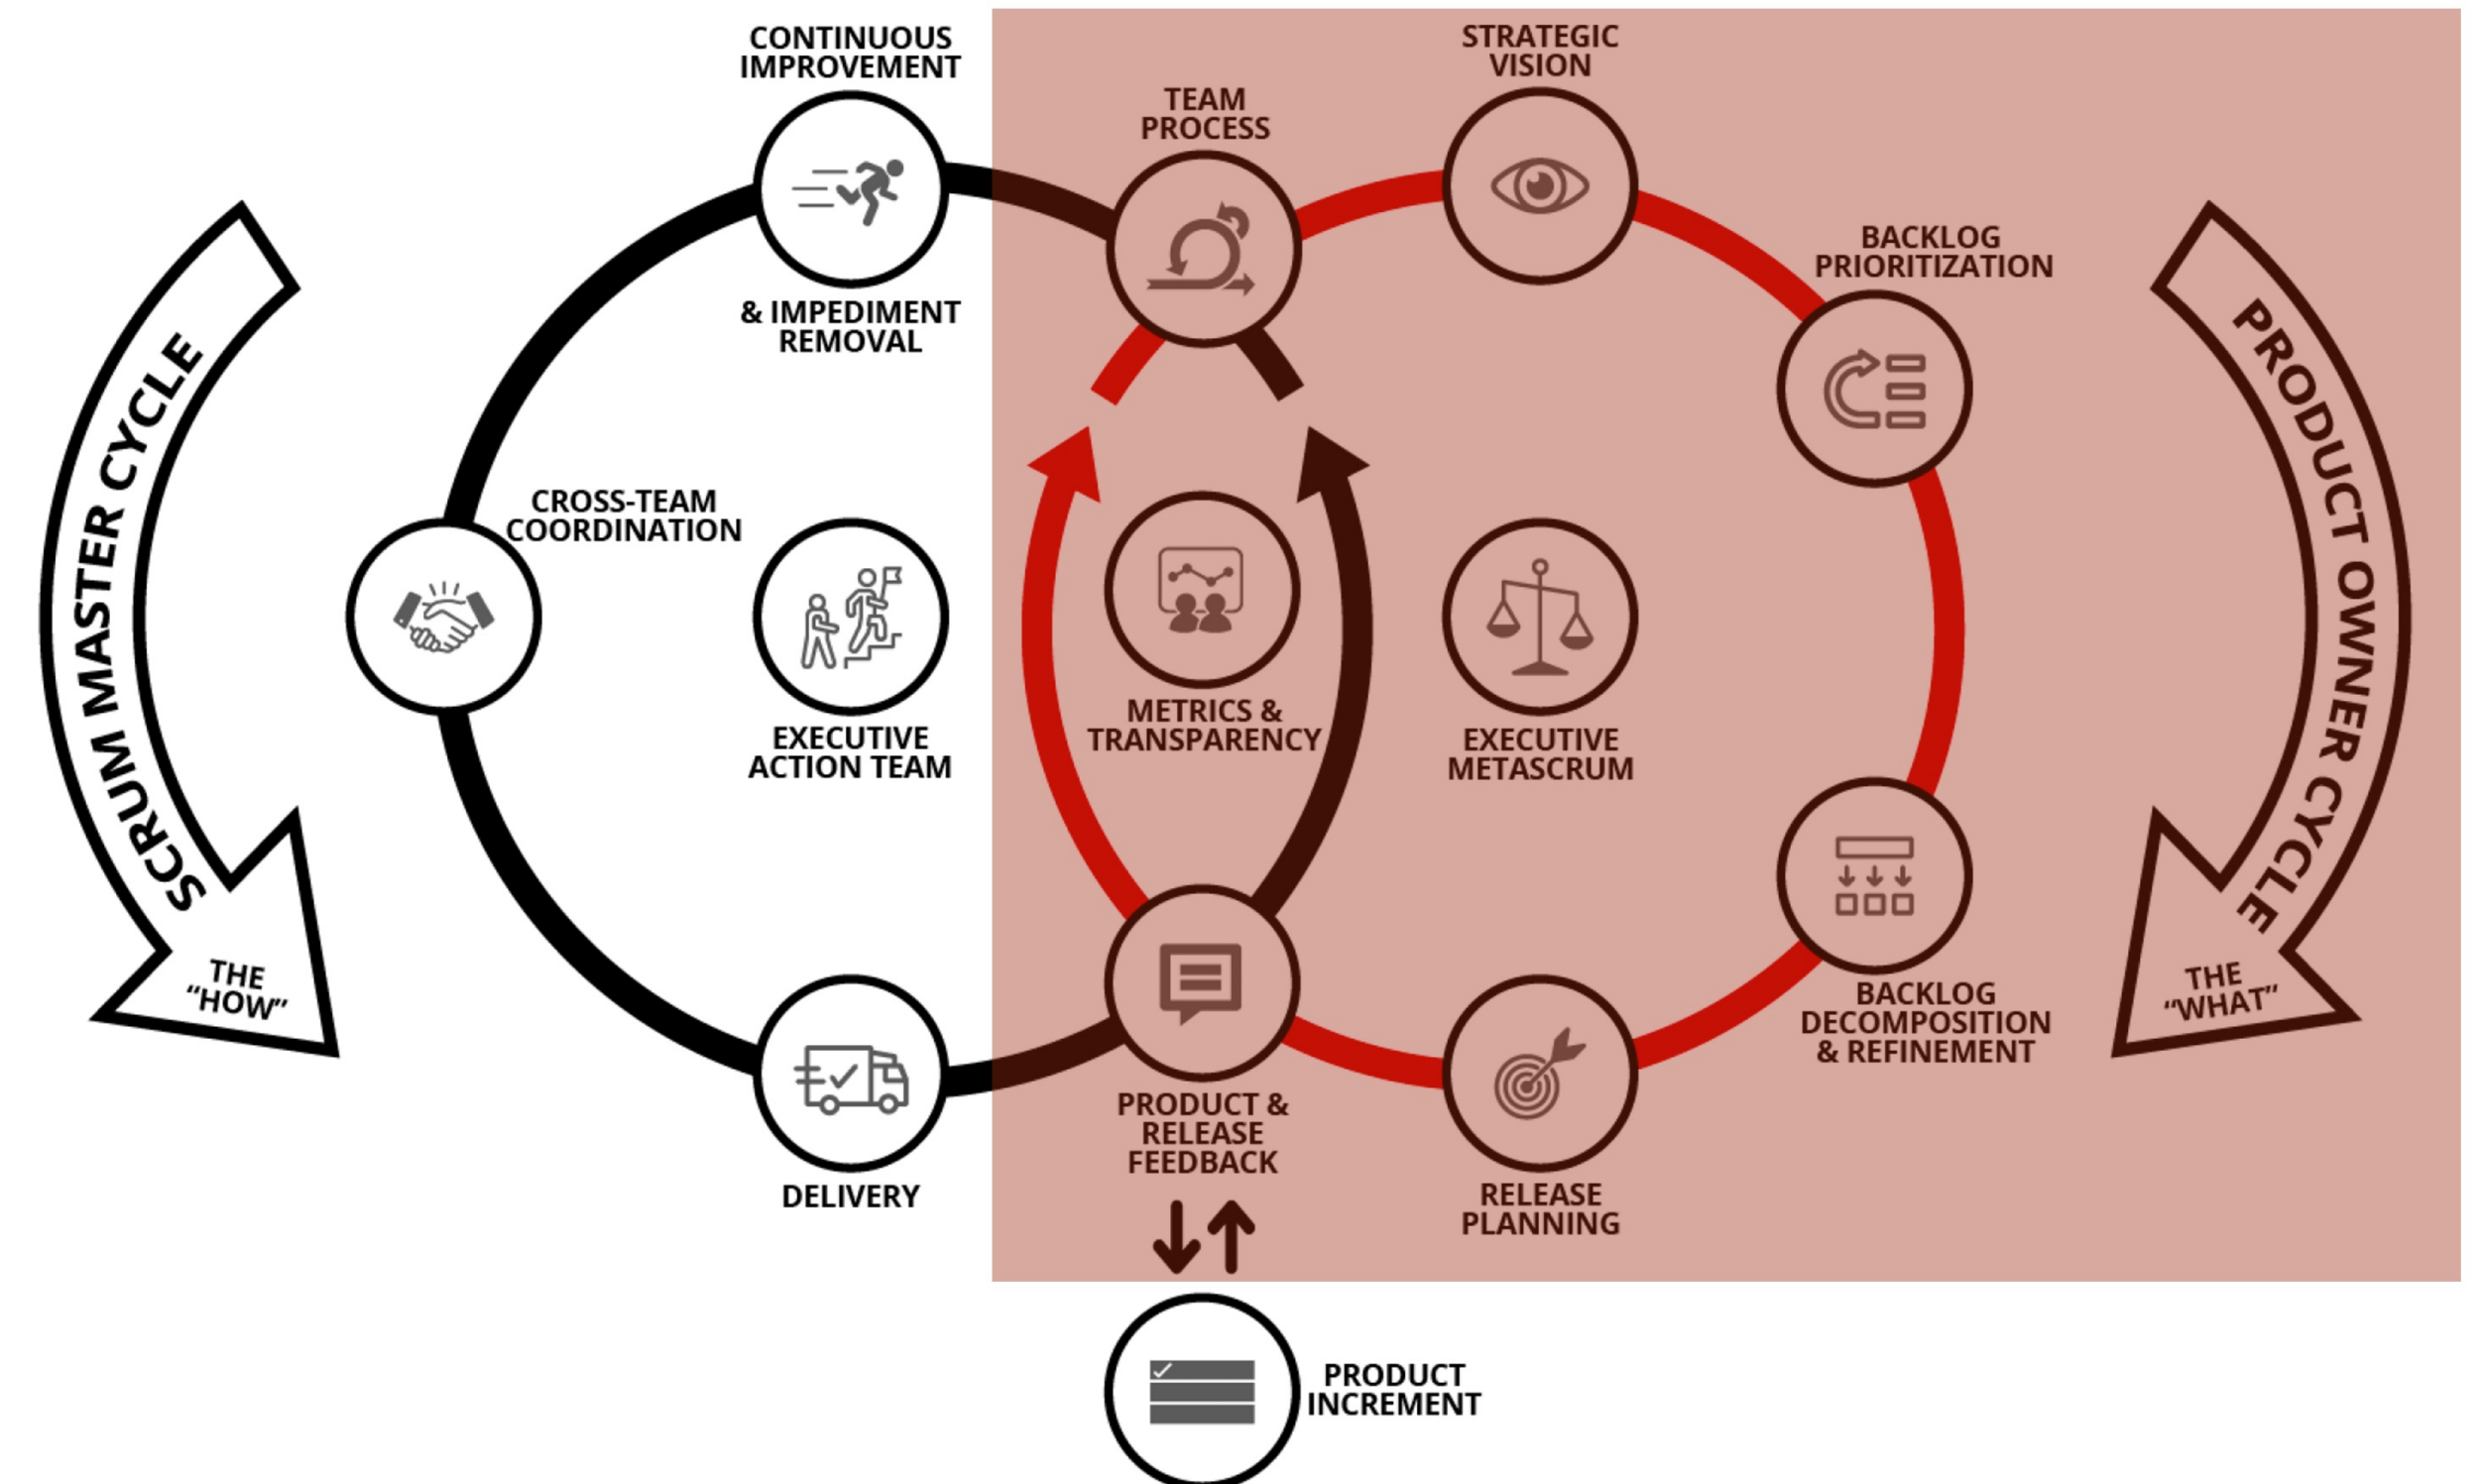 CONTINUOUS
IMPROVEMENT
& IMPEDIMENT
REMOVAL
TEAM
PROCESS
STRATEGIC
VISION
BACKLOG
PRIORITIZATION
SCRUM MASTER CYCLE
THE
“HOW”
CROSS-TEAM
COORDINATION
EXECUTIVE
ACTION TEAM
METRICS &
TRANSPARENCY
EXECUTIVE
METASCRUM
PRODUCT OWNER CYCLE
THE
“WHAT”
BACKLOG
DECOMPOSITION
& REFINEMENT
DELIVERY
PRODUCT &
RELEASE
FEEDBACK
RELEASE
PLANNING
PRODUCT
INCREMENT